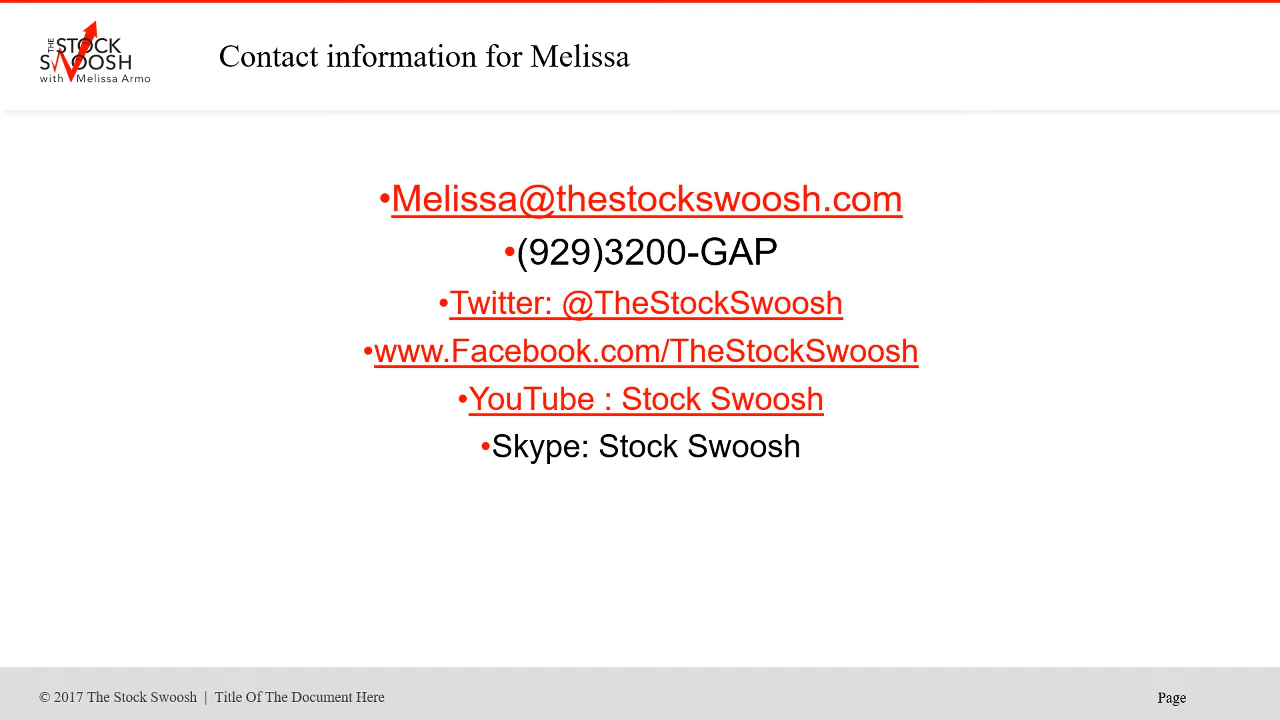 THE
STOCK
SWOOSH
with Melissa Armo
Contact information for Melissa
•Melissa@thestockswoosh.com
•(929)3200-GAP
•Twitter: @TheStockSwoosh
•www.Facebook.com/TheStockSwoosh
•YouTube : Stock Swoosh
•Skype: Stock Swoosh
© 2017 The Stock Swoosh | Title Of The Document Here
Page